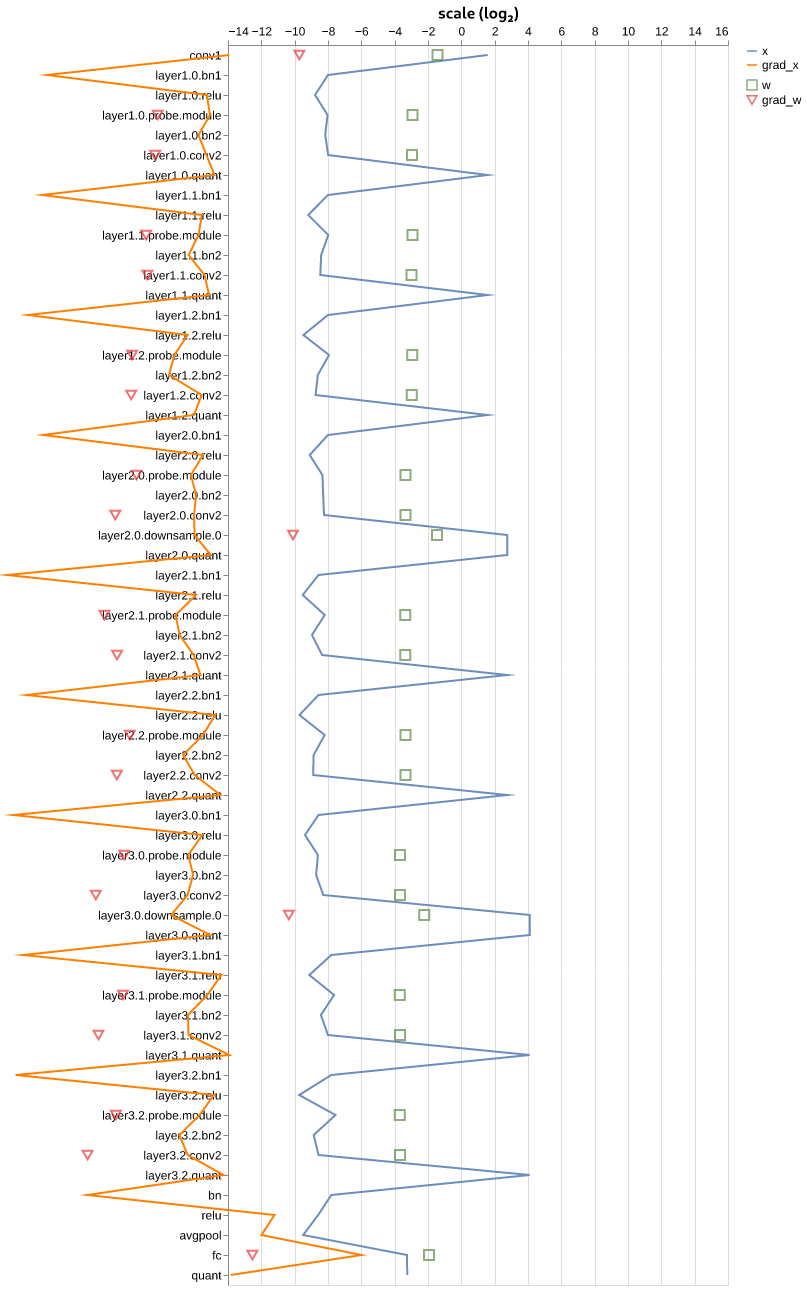 scale (log₂)
−14 −12 −10 −8 −6 −4 −2 0 2 4 6 8 10 12 14 16
x
grad_x
w
grad_w
conv1
layer1.0.bn1
layer1.0.relu
layer1.0.probe.module
layer1.0.bn2
layer1.0.conv2
layer1.0.quant
layer1.1.bn1
layer1.1.relu
layer1.1.probe.module
layer1.1.bn2
layer1.1.conv2
layer1.1.quant
layer1.2.bn1
layer1.2.relu
layer1.2.probe.module
layer1.2.bn2
layer1.2.conv2
layer1.2.quant
layer2.0.bn1
layer2.0.relu
layer2.0.probe.module
layer2.0.bn2
layer2.0.conv2
layer2.0.downsample.0
layer2.0.quant
layer2.1.bn1
layer2.1.relu
layer2.1.probe.module
layer2.1.bn2
layer2.1.conv2
layer2.1.quant
layer2.2.bn1
layer2.2.relu
layer2.2.probe.module
layer2.2.bn2
layer2.2.conv2
layer2.2.quant
layer3.0.bn1
layer3.0.relu
layer3.0.probe.module
layer3.0.bn2
layer3.0.conv2
layer3.0.downsample.0
layer3.0.quant
layer3.1.bn1
layer3.1.relu
layer3.1.probe.module
layer3.1.bn2
layer3.1.conv2
layer3.1.quant
layer3.2.bn1
layer3.2.relu
layer3.2.probe.module
layer3.2.bn2
layer3.2.conv2
layer3.2.quant
bn
relu
avgpool
fc
quant